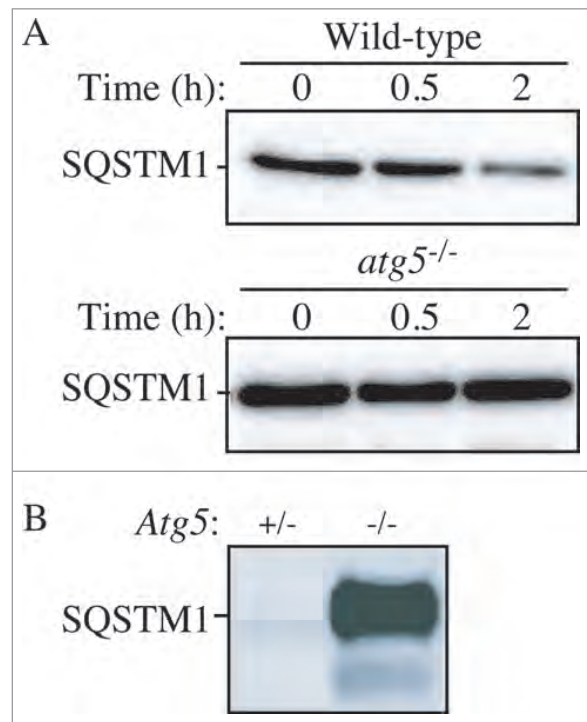 A
Wild-type
Time (h): 0 0.5 2
SQSTM1
atg5-/-
Time (h): 0 0.5 2
SQSTM1
B
Atg5: +/- -/-
SQSTM1